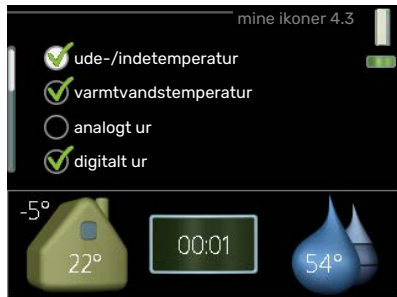 mine ikoner 4.3
ude-/indetemperatur
varmtvandstemperatur
analogt ur
digitalt ur
-5°
22°
00:01
54°